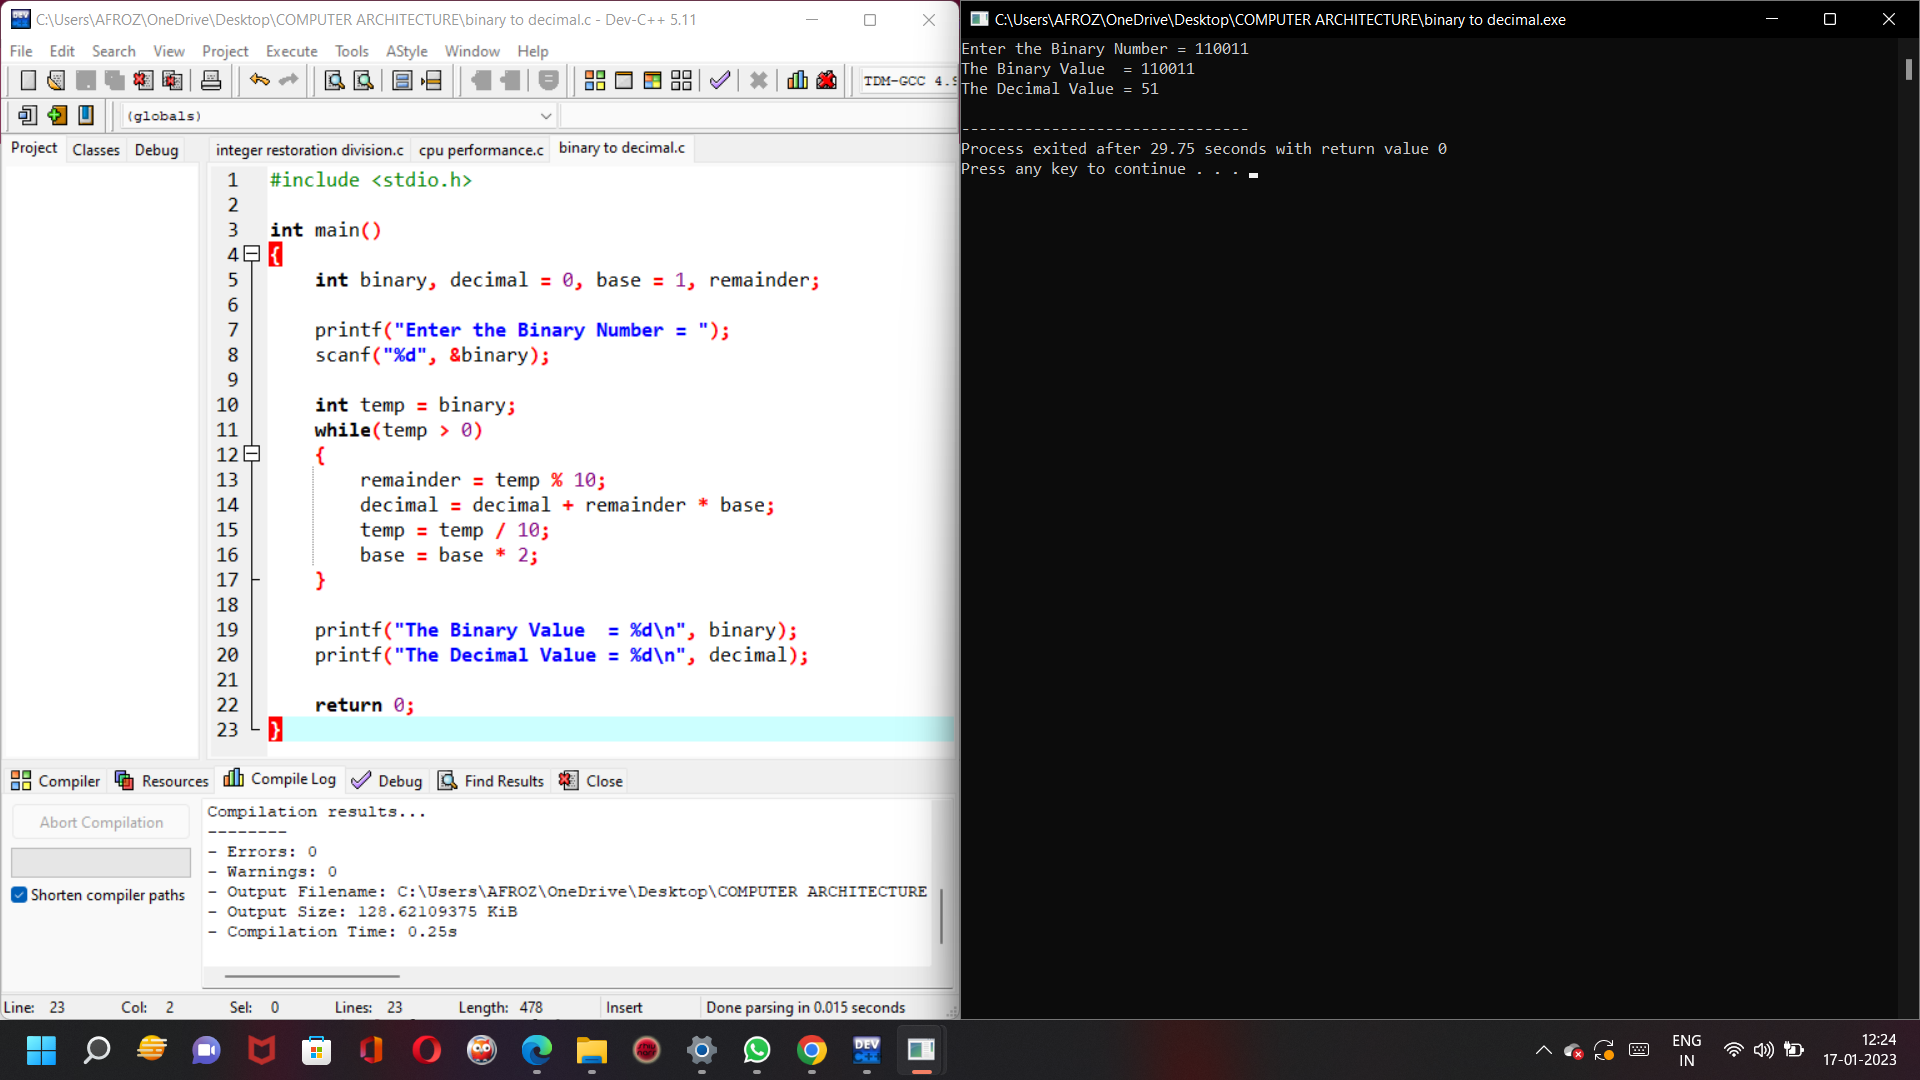 C:\Users\AFROZ\OneDrive\Desktop\COMPUTER ARCHITECTURE\binary to decimal.c - Dev-C++ 5.11
File Edit Search View Project Execute Tools AStyle Window Help
TDM-GCC 4.9
(globals)
Project Classes Debug
integer restoration division.c cpu performance.c binary to decimal.c
1 #include <stdio.h>
2
3 int main()
4 {
5 int binary, decimal = 0, base = 1, remainder;
6
7 printf("Enter the Binary Number = ");
8 scanf("%d", &binary);
9
10 int temp = binary;
11 while(temp > 0)
12 {
13 remainder = temp % 10;
14 decimal = decimal + remainder * base;
15 temp = temp / 10;
16 base = base * 2;
17 }
18
19 printf("The Binary Value  = %d\n", binary);
20 printf("The Decimal Value = %d\n", decimal);
21
22 return 0;
23 }
Compiler Resources Compile Log Debug Find Results Close
Abort Compilation
Shorten compiler paths
Compilation results...
--------
- Errors: 0
- Warnings: 0
- Output Filename: C:\Users\AFROZ\OneDrive\Desktop\COMPUTER ARCHITECTURE
- Output Size: 128.62109375 KiB
- Compilation Time: 0.25s
Line: 23 Col: 2 Sel: 0 Lines: 23 Length: 478 Insert Done parsing in 0.015 seconds
C:\Users\AFROZ\OneDrive\Desktop\COMPUTER ARCHITECTURE\binary to decimal.exe
Enter the Binary Number = 110011
The Binary Value  = 110011
The Decimal Value = 51
--------------------------------
Process exited after 29.75 seconds with return value 0
Press any key to continue . . .
DEV C++
ENG
IN
12:24
17-01-2023